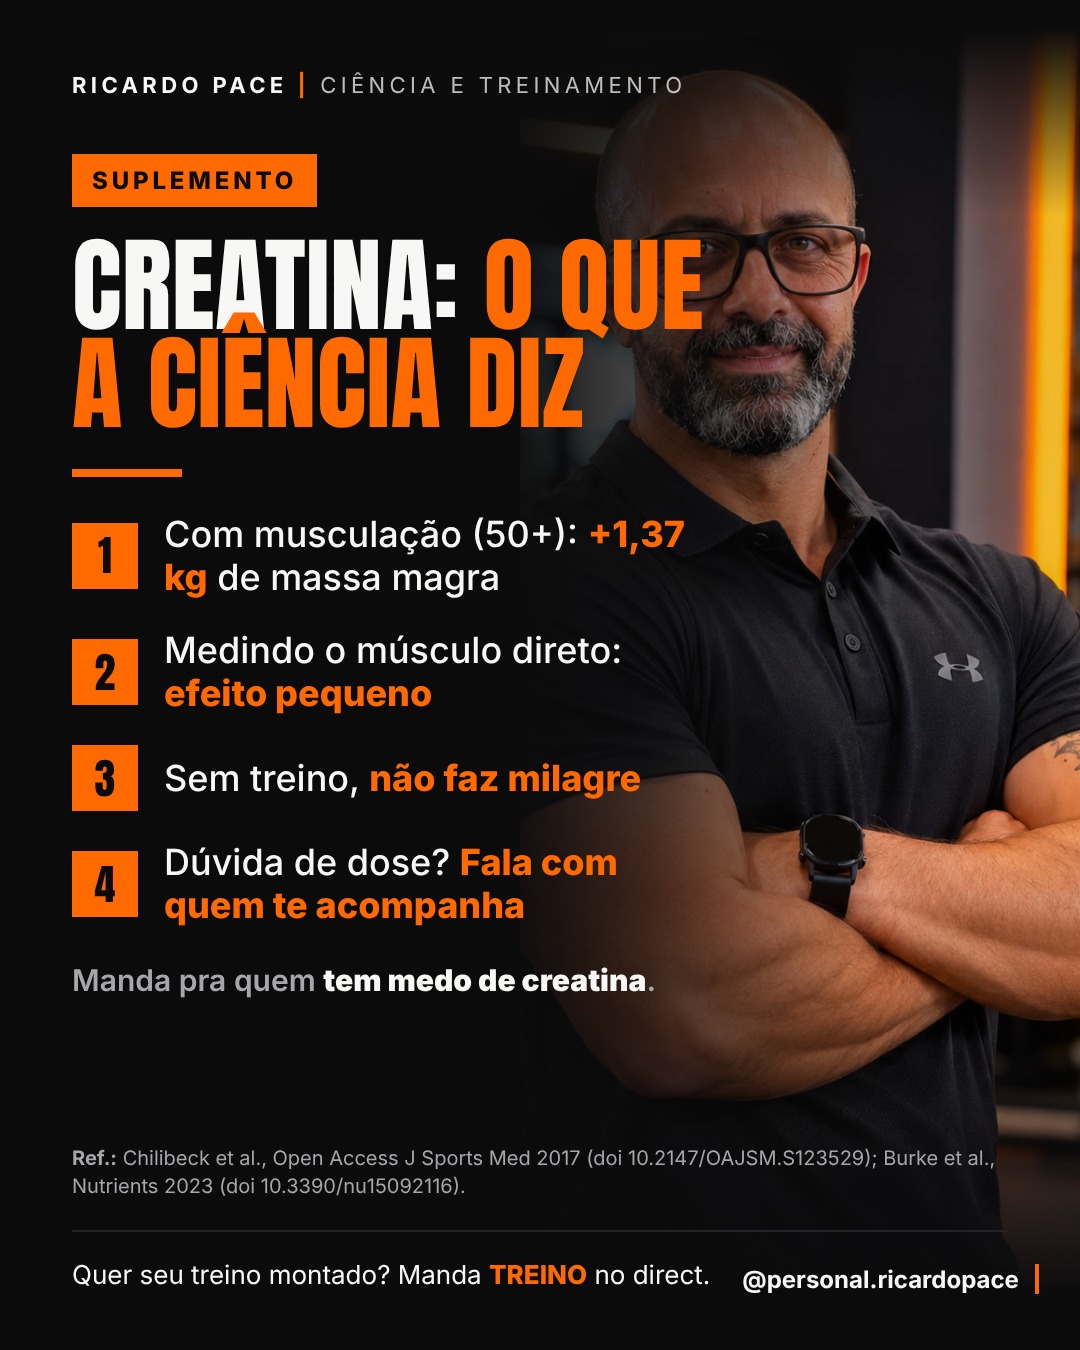 RICARDO PACE | CIÊNCIA E TREINAMENTO
SUPLEMENTO
CREATINA: O QUE
A CIÊNCIA DIZ
1 Com musculação (50+): +1,37
kg de massa magra
2 Medindo o músculo direto:
efeito pequeno
3 Sem treino, não faz milagre
4 Dúvida de dose? Fala com
quem te acompanha
Manda pra quem tem medo de creatina.
Ref.: Chilibeck et al., Open Access J Sports Med 2017 (doi 10.2147/OAJSM.S123529); Burke et al.,
Nutrients 2023 (doi 10.3390/nu15092116).
Quer seu treino montado? Manda TREINO no direct.
@personal.ricardopace